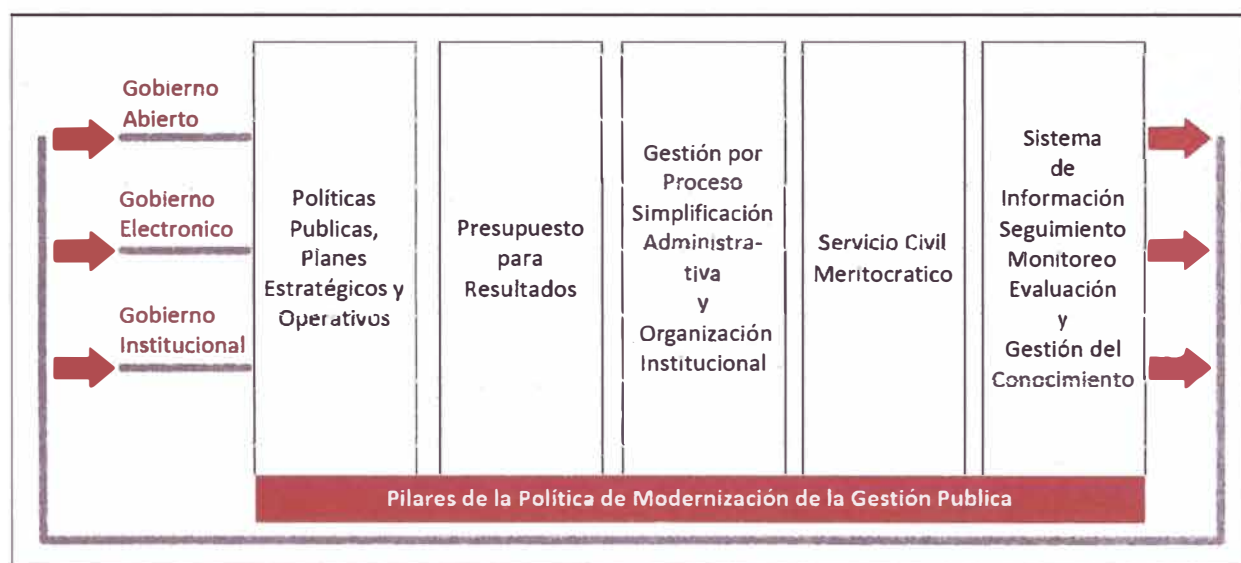 Gobierno
Abierto
Gobierno
Electronico
Gobierno
Institucional
Políticas
Publicas,
Planes
Estratégicos y
Operativos
Presupuesto
para
Resultados
Gestión por
Proceso
Simplificación
Administra-
tiva
y
Organización
Institucional
Servicio Civil
Meritocratico
Sistema
de
Información
Seguimiento
Monitoreo
Evaluación
y
Gestión del
Conocimiento
Pilares de la Política de Modernización de la Gestión Publica